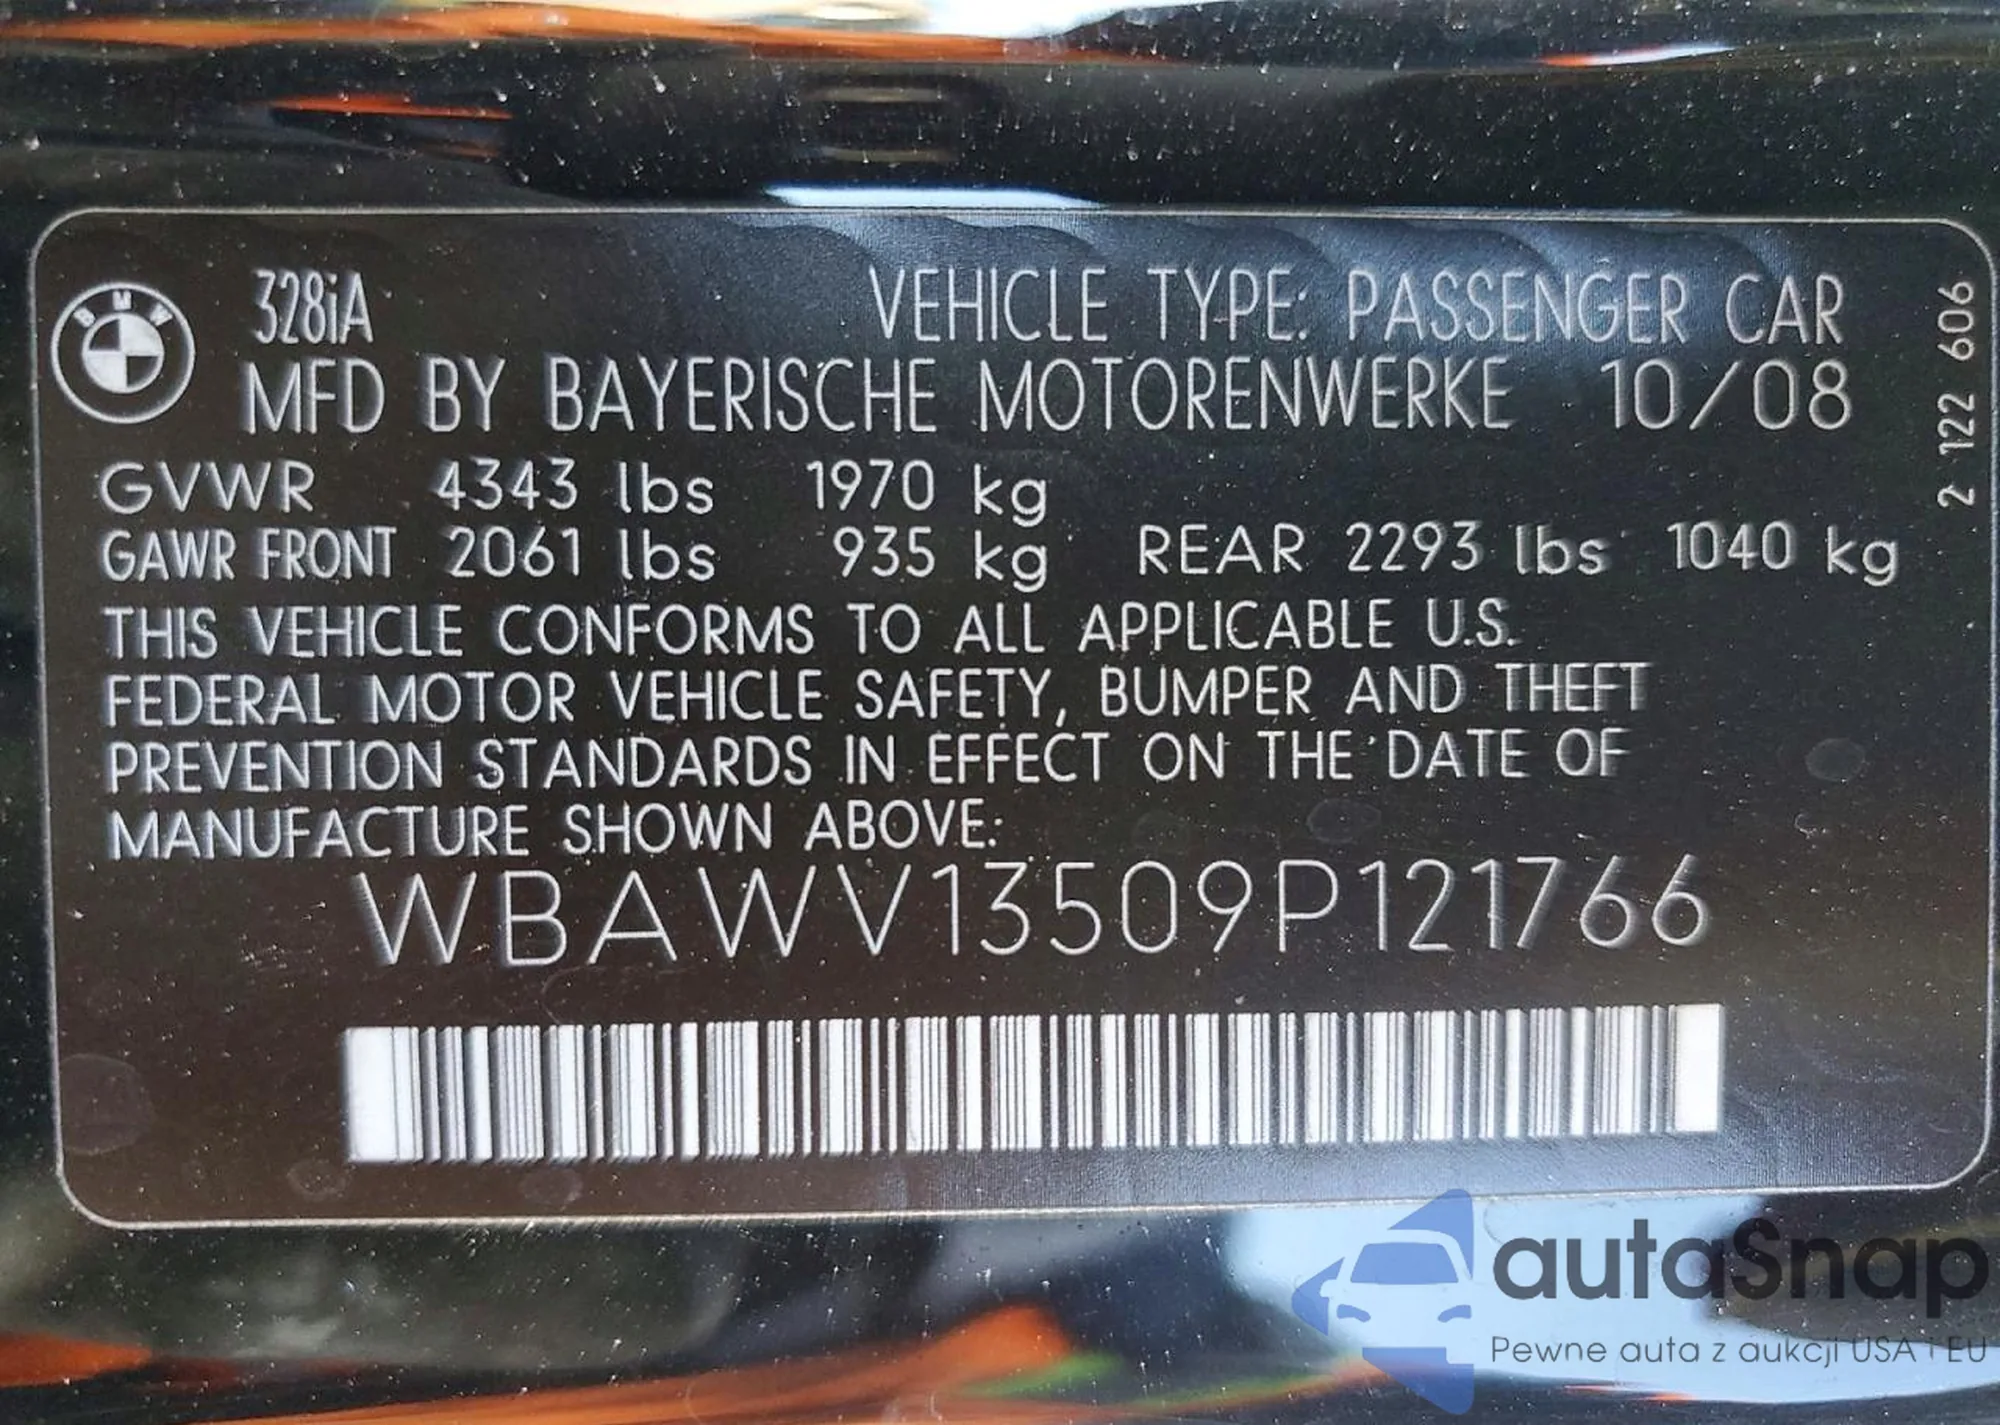 BMW
328iA VEHICLE TYPE: PASSENGER CAR
MFD BY BAYERISCHE MOTORENWERKE 10/08
GVWR 4343 lbs 1970 kg
GAWR FRONT 2061 lbs 935 kg REAR 2293 lbs 1040 kg
THIS VEHICLE CONFORMS TO ALL APPLICABLE U.S.
FEDERAL MOTOR VEHICLE SAFETY, BUMPER AND THEFT
PREVENTION STANDARDS IN EFFECT ON THE DATE OF
MANUFACTURE SHOWN ABOVE:
WBAWV13509P121766
2 122 606
autaSnap
Pewne auta z aukcji USA i EU